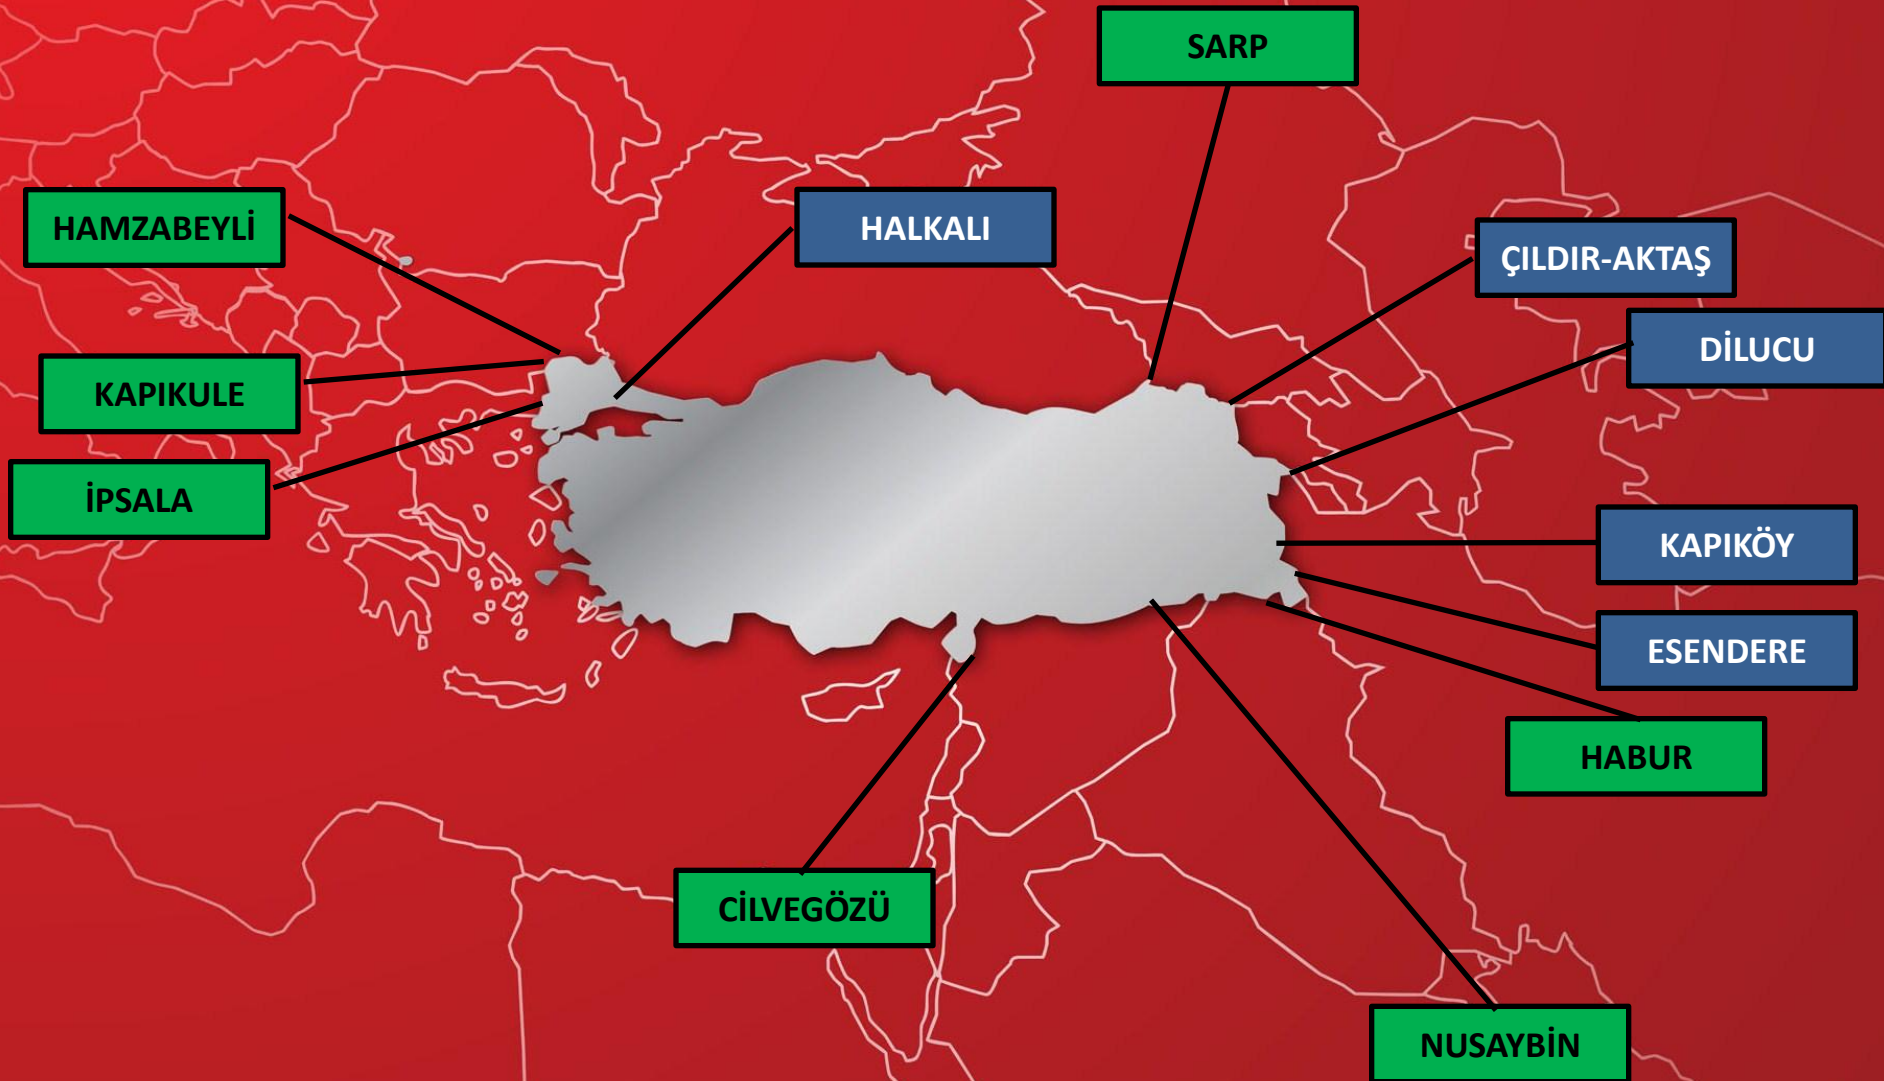 SARP
HAMZABEYLİ
HALKALI
ÇILDIR-AKTAŞ
DİLUCU
KAPIKULE
İPSALA
KAPIKÖY
ESENDERE
HABUR
CİLVEGÖZÜ
NUSAYBİN